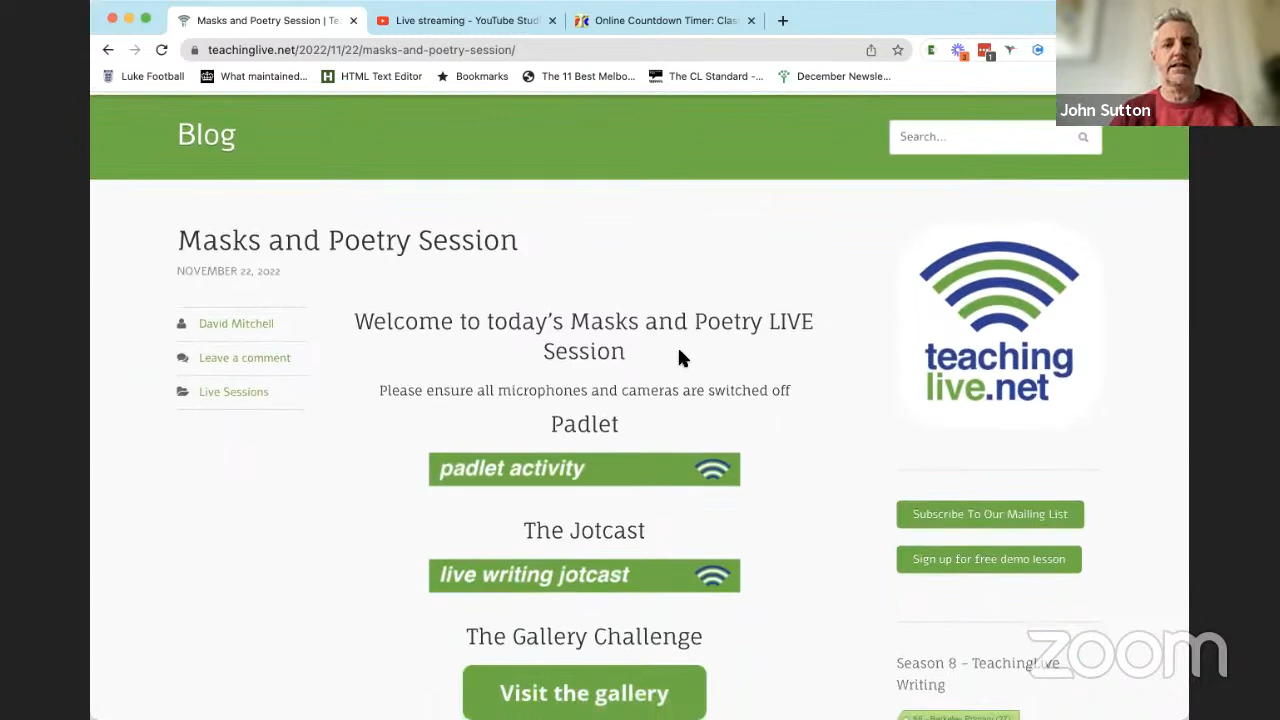 Masks and Poetry Session | Te
Live streaming - YouTube Studi
Online Countdown Timer: Clas
teachinglive.net/2022/11/22/masks-and-poetry-session/
Luke Football
What maintained...
HTML Text Editor
Bookmarks
The 11 Best Melbo...
The CL Standard -...
December Newsle...
John Sutton
Blog
Search...
Masks and Poetry Session
NOVEMBER 22, 2022
David Mitchell
Leave a comment
Live Sessions
Welcome to today's Masks and Poetry LIVE
Session
Please ensure all microphones and cameras are switched off
Padlet
padlet activity
The Jotcast
live writing jotcast
The Gallery Challenge
Visit the gallery
teaching
live.net
Subscribe To Our Mailing List
Sign up for free demo lesson
Season 8 – TeachingLive
Writing
zoom